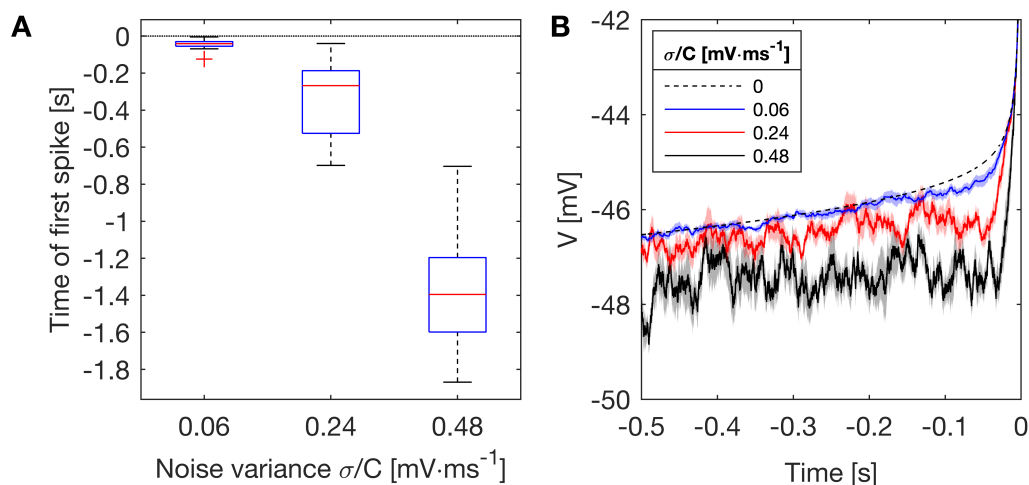 A
Time of first spike [s]
0
-0.2
-0.4
-0.6
-0.8
-1
-1.2
-1.4
-1.6
-1.8
0.06 0.24 0.48
Noise variance σ/C [mV·ms⁻¹]
B
V [mV]
-42
-44
-46
-48
-50
σ/C [mV·ms⁻¹]
0
0.06
0.24
0.48
-0.5 -0.4 -0.3 -0.2 -0.1 0
Time [s]